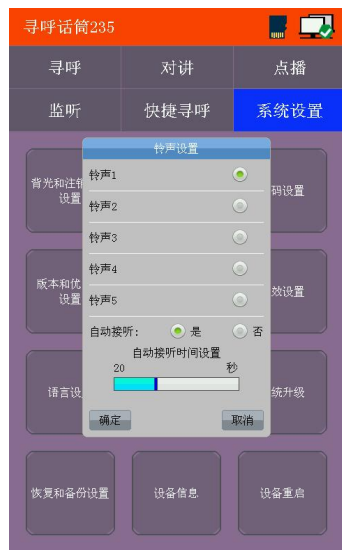 寻呼话筒235
寻呼 对讲 点播
监听 快捷寻呼 系统设置
铃声设置
铃声1
铃声2
铃声3
铃声4
铃声5
自动接听: 是 否
自动接听时间设置
20 秒
确定 取消
背光和注销
设置
码设置
版本和优
设置
效设置
语言设
统升级
恢复和备份设置 设备信息 设备重启